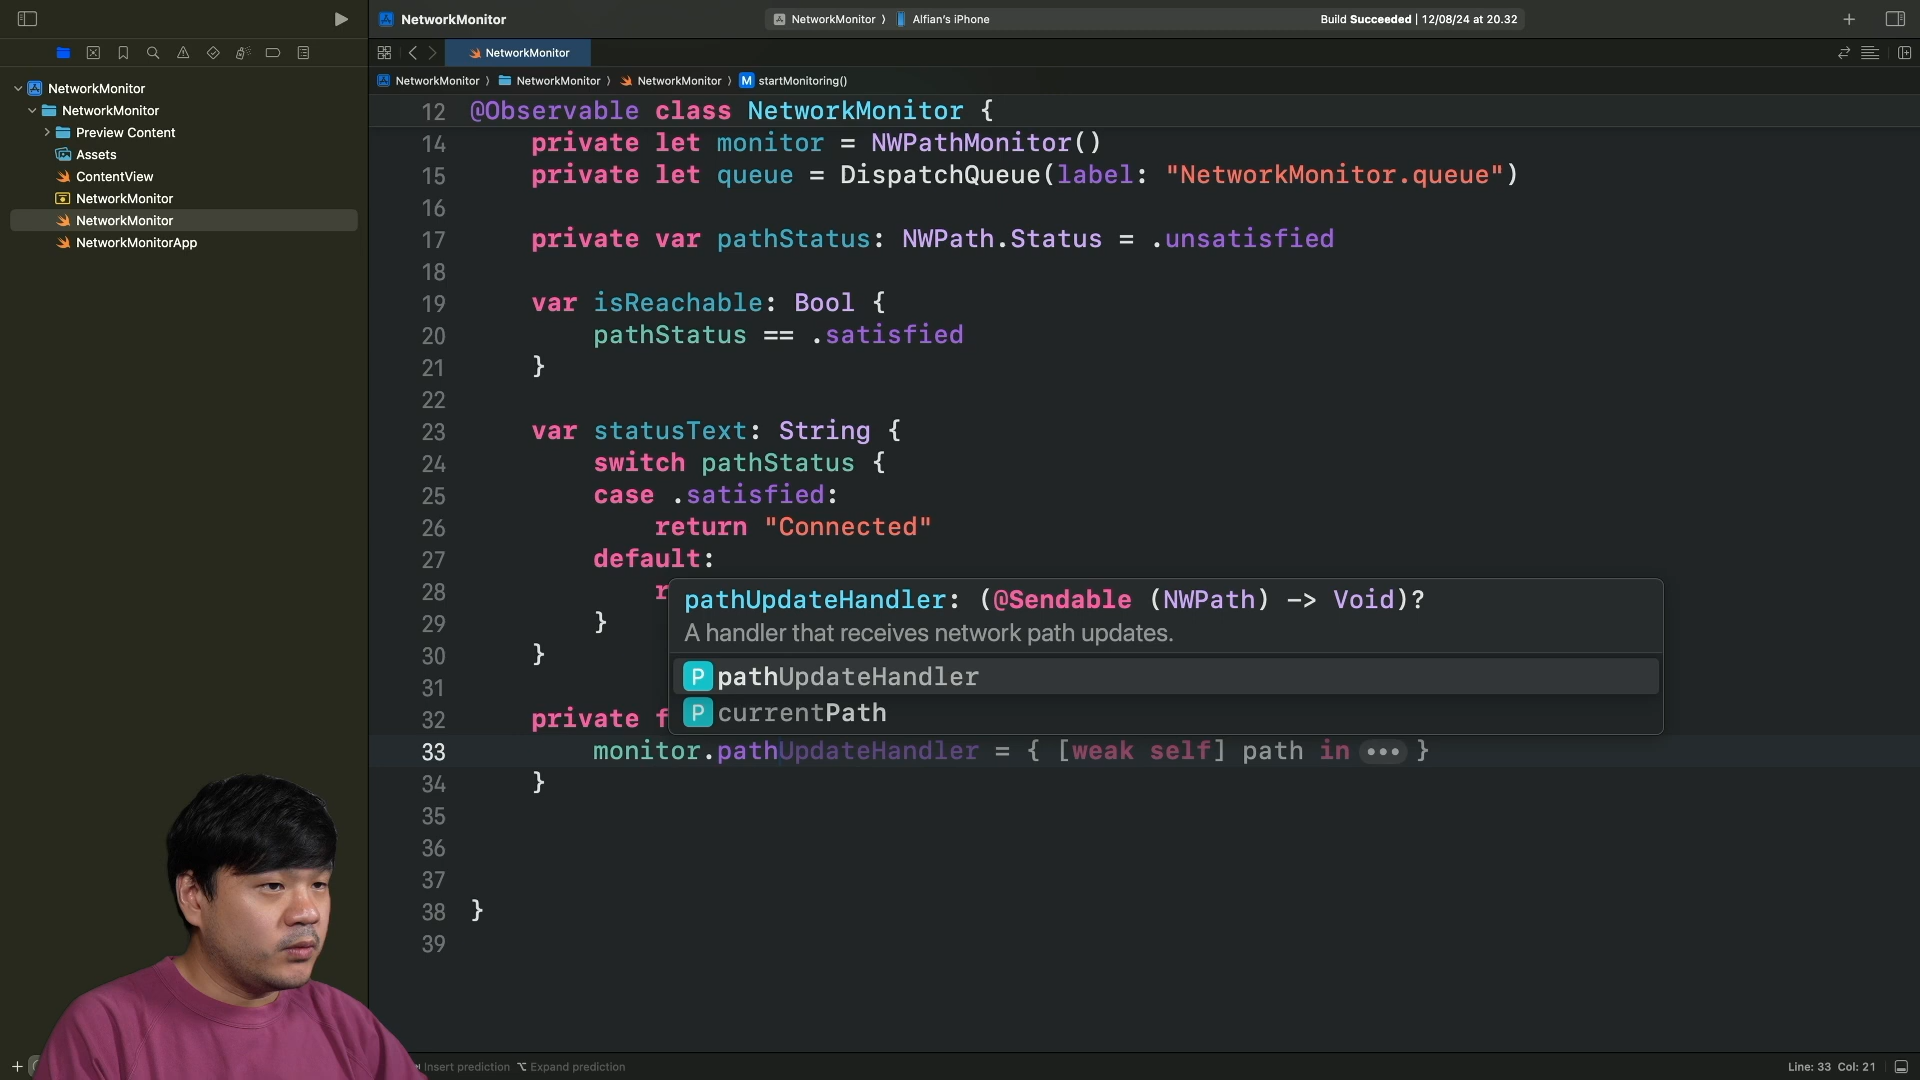 NetworkMonitor
NetworkMonitor
Alfian's iPhone
Build Succeeded | 12/08/24 at 20.32
NetworkMonitor
NetworkMonitor
NetworkMonitor
NetworkMonitor
startMonitoring()
NetworkMonitor
NetworkMonitor
Preview Content
Assets
ContentView
NetworkMonitor
NetworkMonitor
NetworkMonitorApp
12 @Observable class NetworkMonitor {
14 private let monitor = NWPathMonitor()
15 private let queue = DispatchQueue(label: "NetworkMonitor.queue")
16
17 private var pathStatus: NWPath.Status = .unsatisfied
18
19 var isReachable: Bool {
20 pathStatus == .satisfied
21 }
22
23 var statusText: String {
24 switch pathStatus {
25 case .satisfied:
26 return "Connected"
27 default:
28 r
29 }
30 }
31
32 private f
33 monitor.pathUpdateHandler = { [weak self] path in ••• }
34 }
35
36
37
38 }
39
pathUpdateHandler: (@Sendable (NWPath) -> Void)?
A handler that receives network path updates.
P pathUpdateHandler
P currentPath
Insert prediction ⌥ Expand prediction
Line: 33 Col: 21